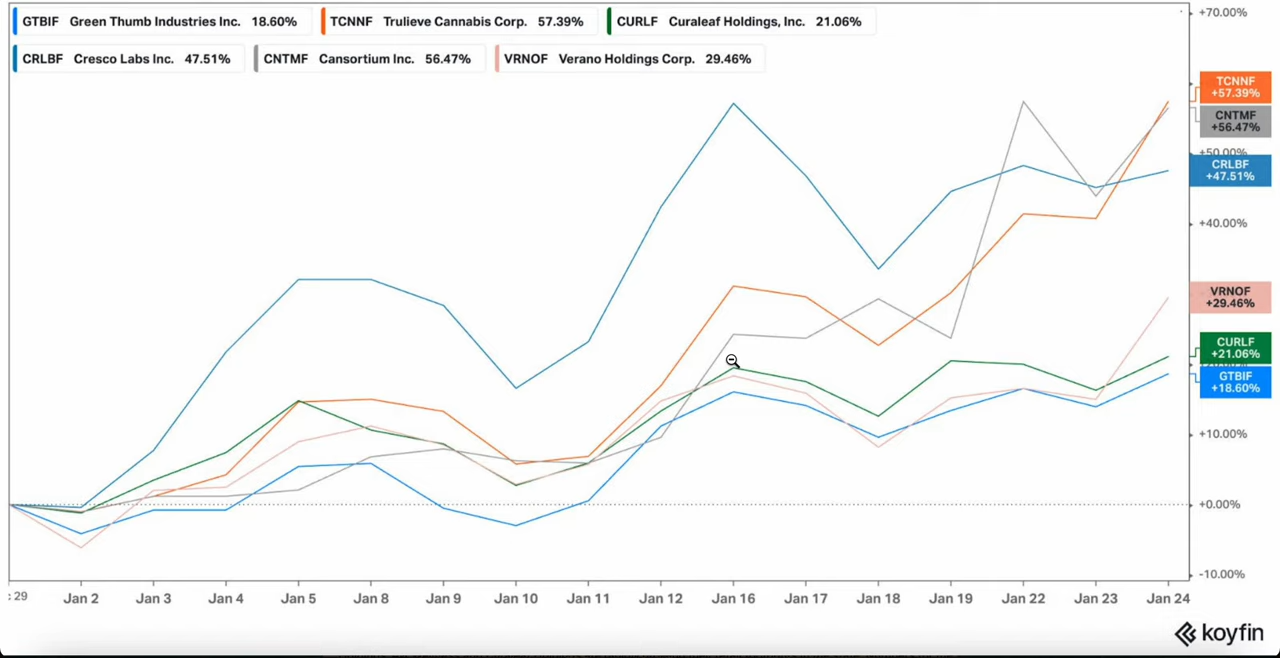 GTBIF Green Thumb Industries Inc. 18.60% TCNNF Trulieve Cannabis Corp. 57.39% CURLF Curaleaf Holdings, Inc. 21.06%
CRLBF Cresco Labs Inc. 47.51% CNTMF Cansortium Inc. 56.47% VRNOF Verano Holdings Corp. 29.46%
+70.00%
TCNNF
+57.39%
CNTMF
+56.47%
+50.00%
CRLBF
+47.51%
+40.00%
VRNOF
+29.46%
CURLF
+21.06%
GTBIF
+18.60%
+10.00%
+0.00%
-10.00%
29 Jan 2 Jan 3 Jan 4 Jan 5 Jan 8 Jan 9 Jan 10 Jan 11 Jan 12 Jan 16 Jan 17 Jan 18 Jan 19 Jan 22 Jan 23 Jan 24
koyfin